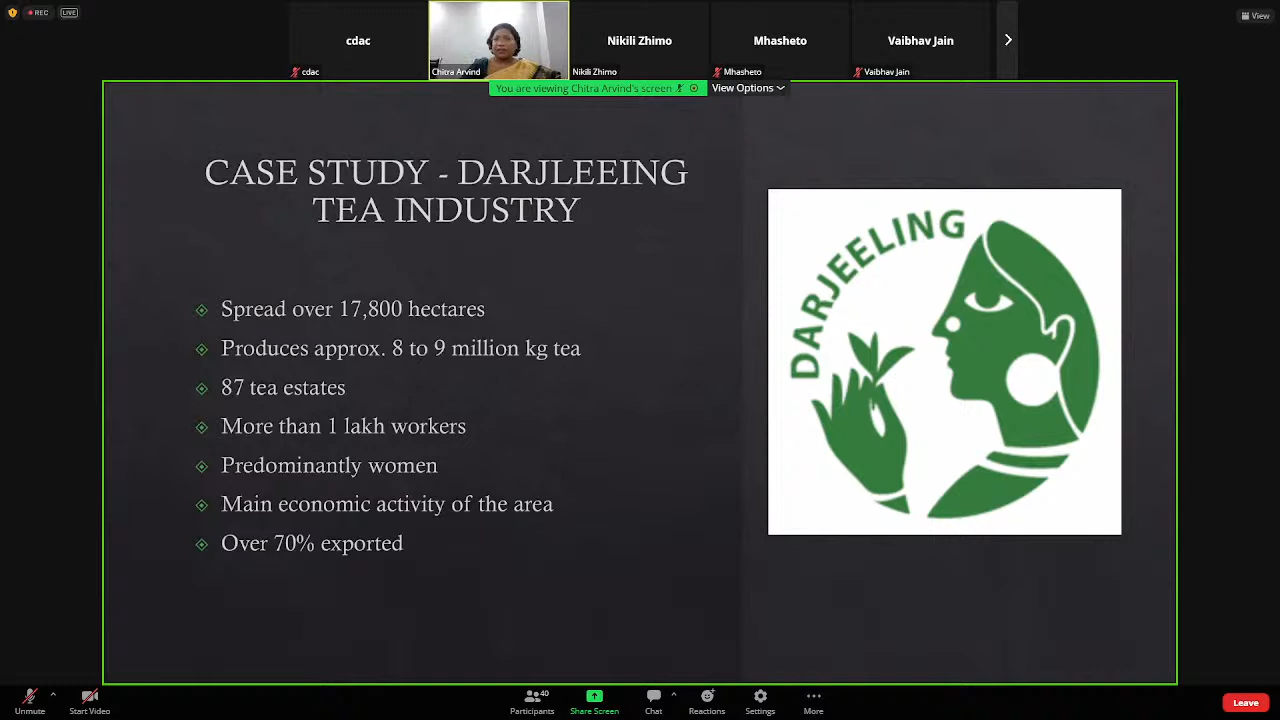 REC
LIVE
View
cdac
Nikili Zhimo
Mhasheto
Vaibhav Jain
cdac
Chitra Arvind
Nikili Zhimo
Mhasheto
Vaibhav Jain
You are viewing Chitra Arvind's screen
View Options
CASE STUDY - DARJLEEING
TEA INDUSTRY
Spread over 17,800 hectares
Produces approx. 8 to 9 million kg tea
87 tea estates
More than 1 lakh workers
Predominantly women
Main economic activity of the area
Over 70% exported
DARJEELING
Unmute
Start Video
40
Participants
Share Screen
Chat
Reactions
Settings
More
Leave